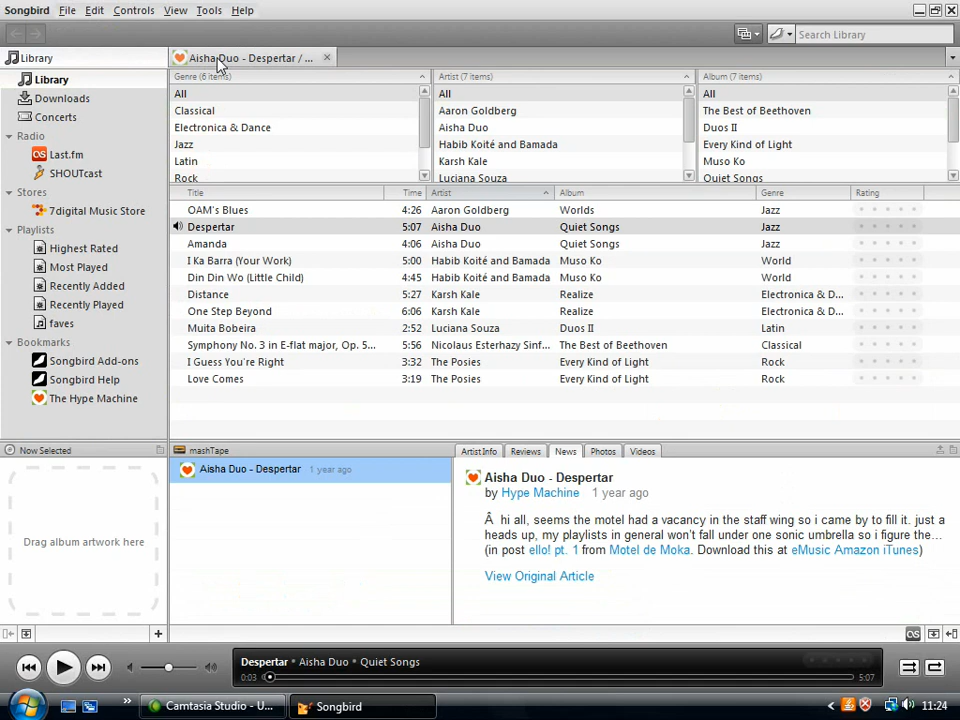 Songbird File Edit Controls View Tools Help
Search Library
Library
Aisha Duo - Despertar / ...
Library
Downloads
Concerts
Radio
Last.fm
SHOUTcast
Stores
7digital Music Store
Playlists
Highest Rated
Most Played
Recently Added
Recently Played
faves
Bookmarks
Songbird Add-ons
Songbird Help
The Hype Machine
Genre (6 items)
All
Classical
Electronica & Dance
Jazz
Latin
Rock
Artist (7 items)
All
Aaron Goldberg
Aisha Duo
Habib Koité and Bamada
Karsh Kale
Luciana Souza
Album (7 items)
All
The Best of Beethoven
Duos II
Every Kind of Light
Muso Ko
Quiet Songs
Title Time Artist Album Genre Rating
OAM's Blues 4:26 Aaron Goldberg Worlds Jazz
Despertar 5:07 Aisha Duo Quiet Songs Jazz
Amanda 4:06 Aisha Duo Quiet Songs Jazz
I Ka Barra (Your Work) 5:00 Habib Koité and Bamada Muso Ko World
Din Din Wo (Little Child) 4:45 Habib Koité and Bamada Muso Ko World
Distance 5:27 Karsh Kale Realize Electronica & D...
One Step Beyond 6:06 Karsh Kale Realize Electronica & D...
Muita Bobeira 2:52 Luciana Souza Duos II Latin
Symphony No. 3 in E-flat major, Op. 5... 5:56 Nicolaus Esterhazy Sinf... The Best of Beethoven Classical
I Guess You're Right 3:32 The Posies Every Kind of Light Rock
Love Comes 3:19 The Posies Every Kind of Light Rock
Now Selected
Drag album artwork here
mashTape
Aisha Duo - Despertar 1 year ago
Artist Info Reviews News Photos Videos
Aisha Duo - Despertar
by Hype Machine 1 year ago
Â hi all, seems the motel had a vacancy in the staff wing so i came by to fill it. just a
heads up, my playlists in general won't fall under one sonic umbrella so i figure the...
(in post ello! pt. 1 from Motel de Moka. Download this at eMusic Amazon iTunes)
View Original Article
Despertar • Aisha Duo • Quiet Songs
0:03 5:07
Camtasia Studio - U... Songbird 11:24